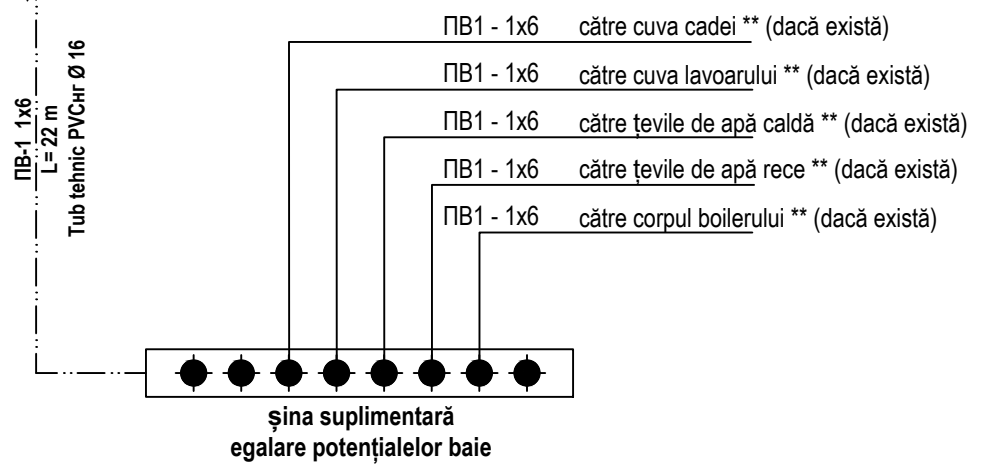 ПВ1 - 1x6 către cuva cadei ** (dacă există)
ПВ1 - 1x6 către cuva lavoarului ** (dacă există)
ПВ1 - 1x6 către țevile de apă caldă ** (dacă există)
ПВ1 - 1x6 către țevile de apă rece ** (dacă există)
ПВ1 - 1x6 către corpul boilerului ** (dacă există)
ПВ-1 1x6
L= 22 m
Tub tehnic PVCнг Ø 16
șina suplimentară
egalare potențialelor baie